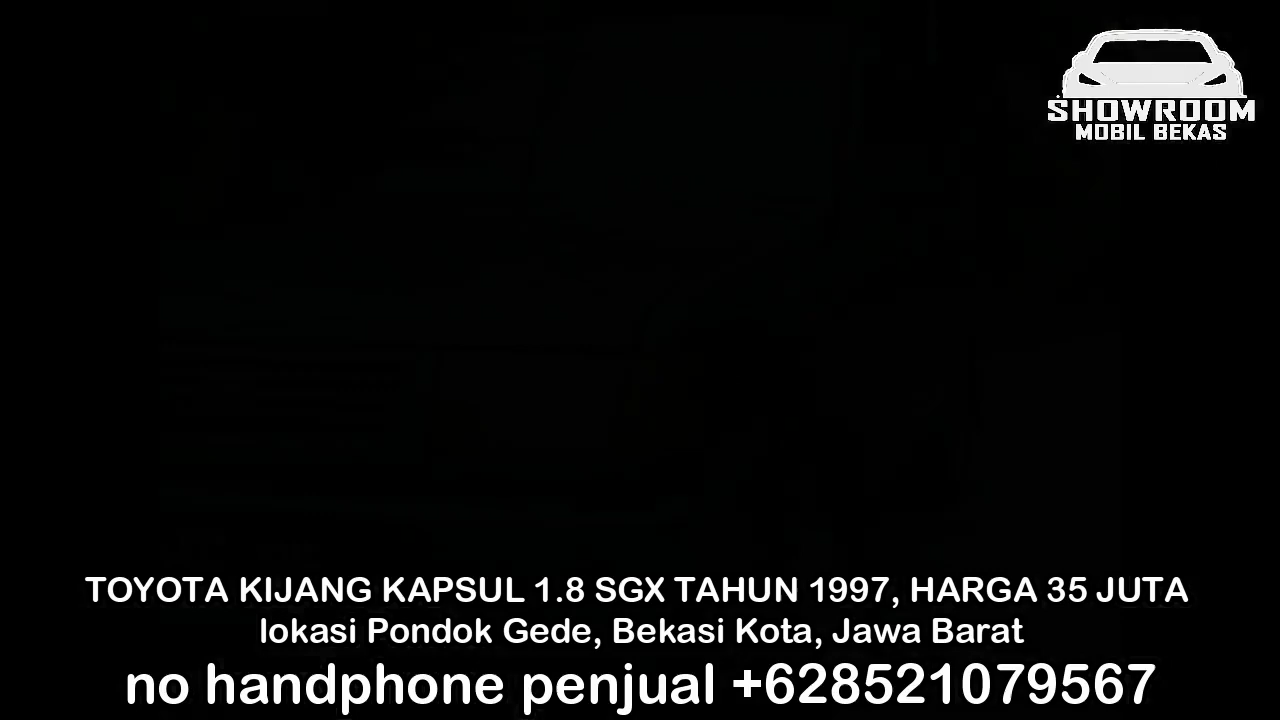 SHOWROOM
MOBIL BEKAS
TOYOTA KIJANG KAPSUL 1.8 SGX TAHUN 1997, HARGA 35 JUTA
lokasi Pondok Gede, Bekasi Kota, Jawa Barat
no handphone penjual +628521079567